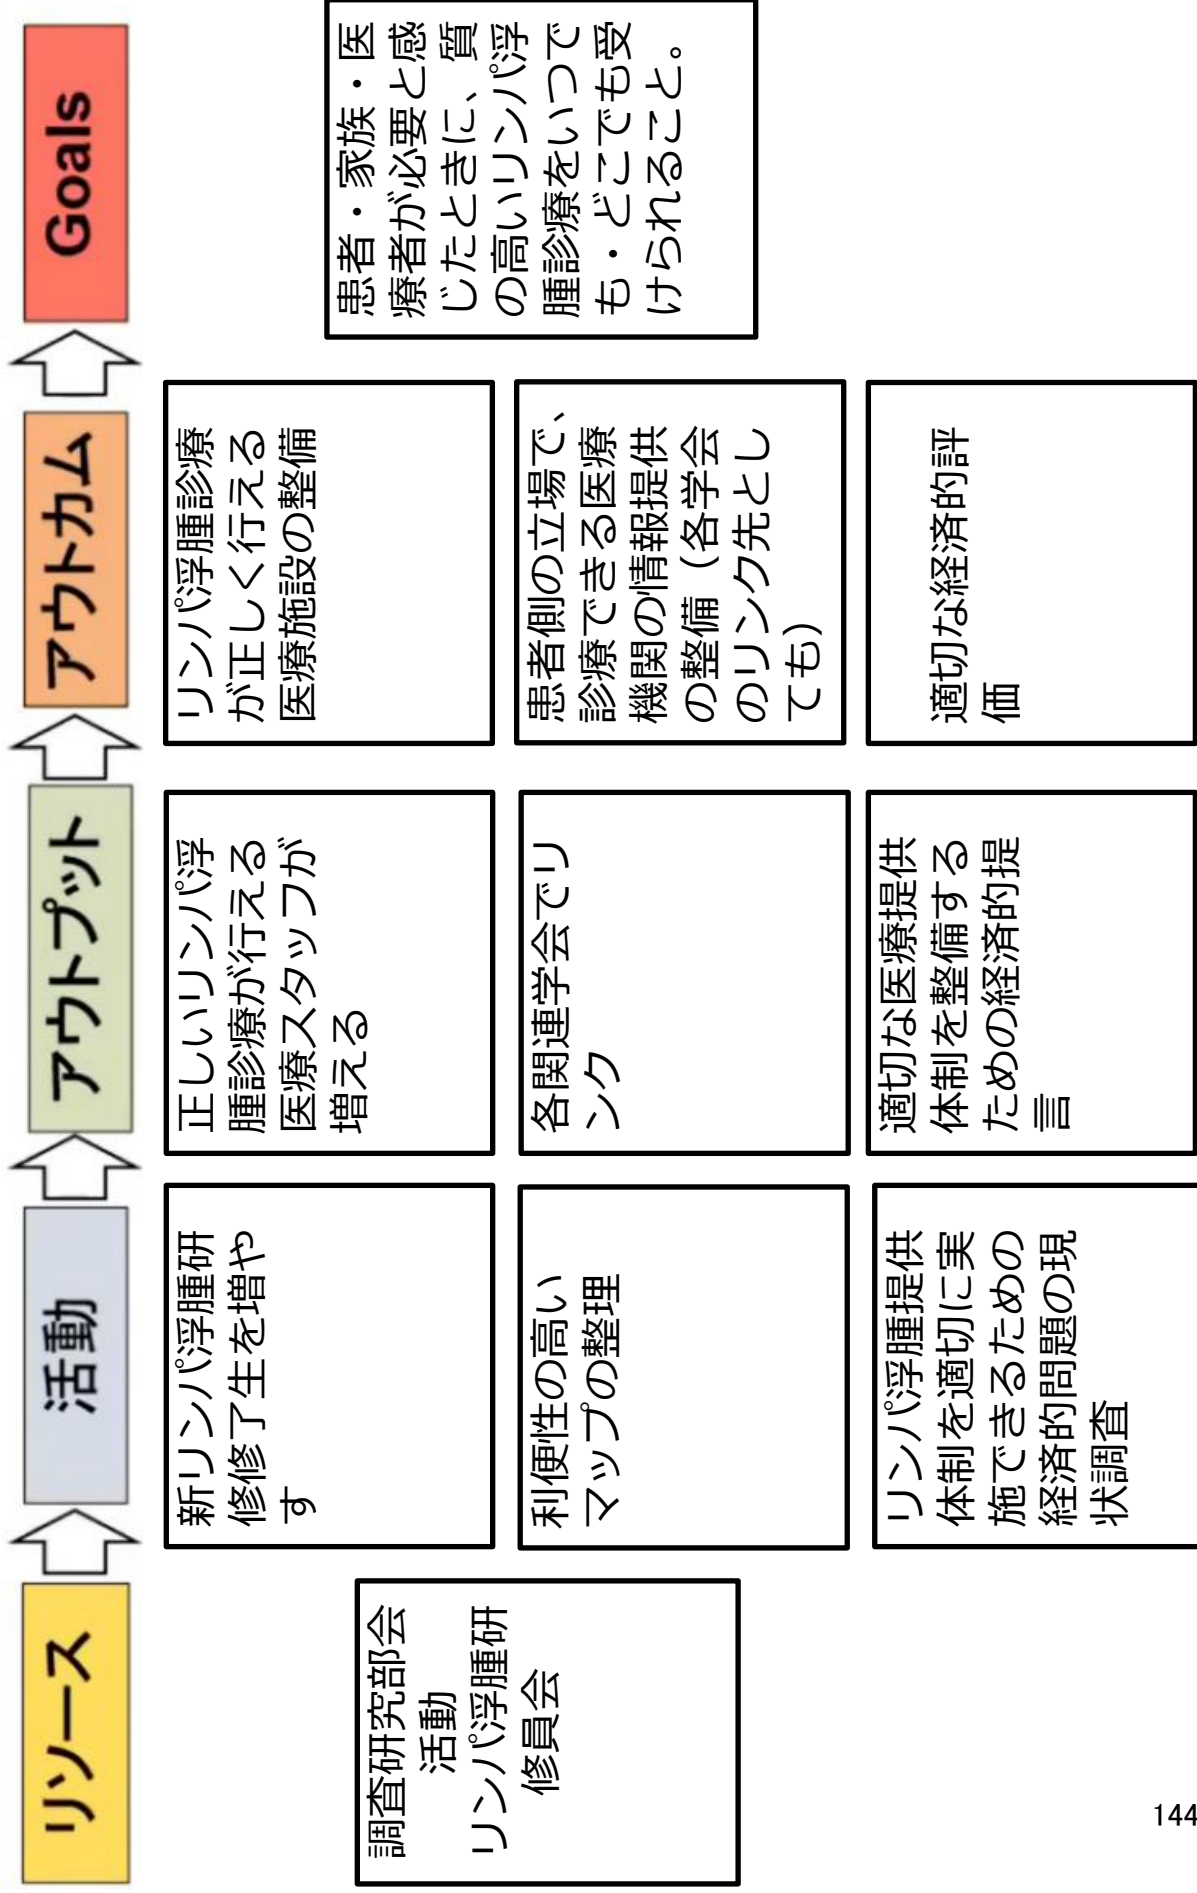 リソース
活動
アウトプット
アウトカム
Goals
調査研究部会
活動
リンパ浮腫研
修員会
新リンパ浮腫研
修修了生を増や
す
正しいリンパ浮
腫診療が行える
医療スタッフが
増える
リンパ浮腫診療
が正しく行える
医療施設の整備
患者・家族・医
療者が必要と感
じたときに、質
の高いリンパ浮
腫診療をいつで
も・どこでも受
けられること。
利便性の高い
マップの整理
各関連学会でリ
ンク
患者側の立場で、
診療できる医療
機関の情報提供
の整備（各学会
のリンク先とし
ても）
リンパ浮腫提供
体制を適切に実
施できるための
経済的問題の現
状調査
適切な医療提供
体制を整備する
ための経済的提
言
適切な経済的評
価
144